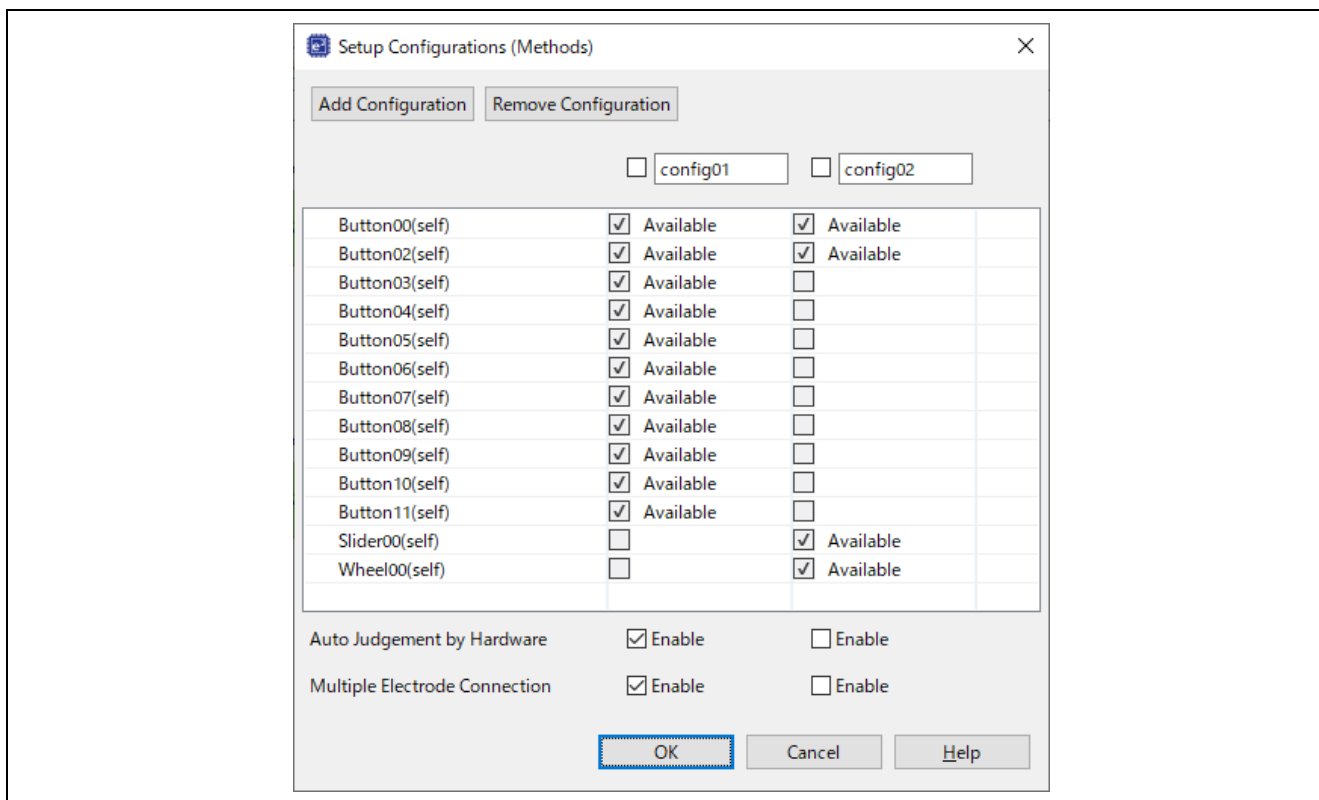 Setup Configurations (Methods)
Add Configuration Remove Configuration
config01 config02
Button00(self) Available Available
Button02(self) Available Available
Button03(self) Available
Button04(self) Available
Button05(self) Available
Button06(self) Available
Button07(self) Available
Button08(self) Available
Button09(self) Available
Button10(self) Available
Button11(self) Available
Slider00(self) Available
Wheel00(self) Available
Auto Judgement by Hardware Enable Enable
Multiple Electrode Connection Enable Enable
OK Cancel Help